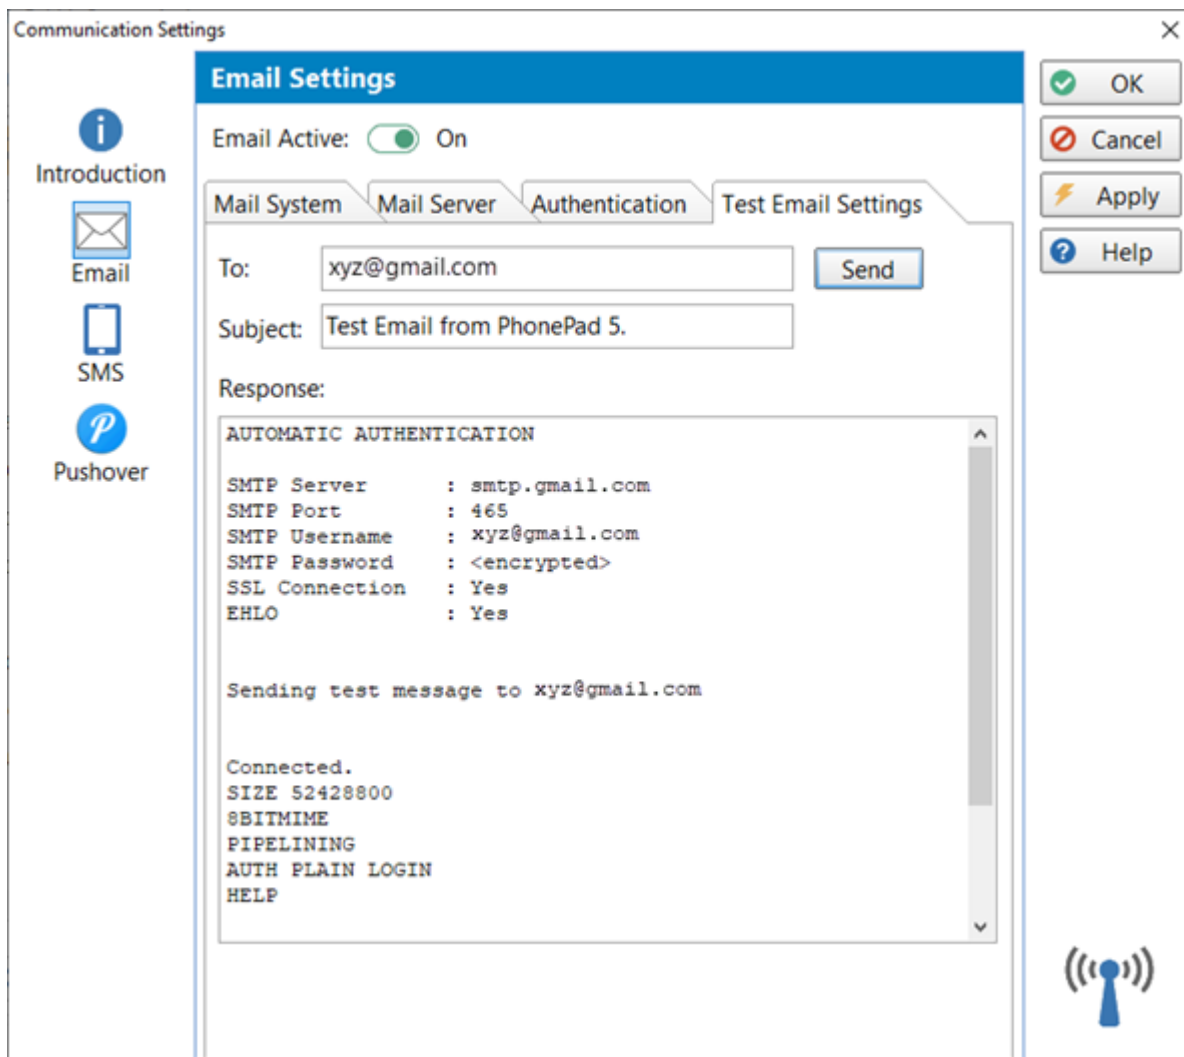 Communication Settings
Email Settings
OK
Cancel
Apply
Help
Introduction
Email
SMS
Pushover
Email Active: On
Mail System Mail Server Authentication Test Email Settings
To: xyz@gmail.com Send
Subject: Test Email from PhonePad 5.
Response:
AUTOMATIC AUTHENTICATION
SMTP Server : smtp.gmail.com
SMTP Port : 465
SMTP Username : xyz@gmail.com
SMTP Password : <encrypted>
SSL Connection : Yes
EHLO : Yes
Sending test message to xyz@gmail.com
Connected.
SIZE 52428800
8BITMIME
PIPELINING
AUTH PLAIN LOGIN
HELP